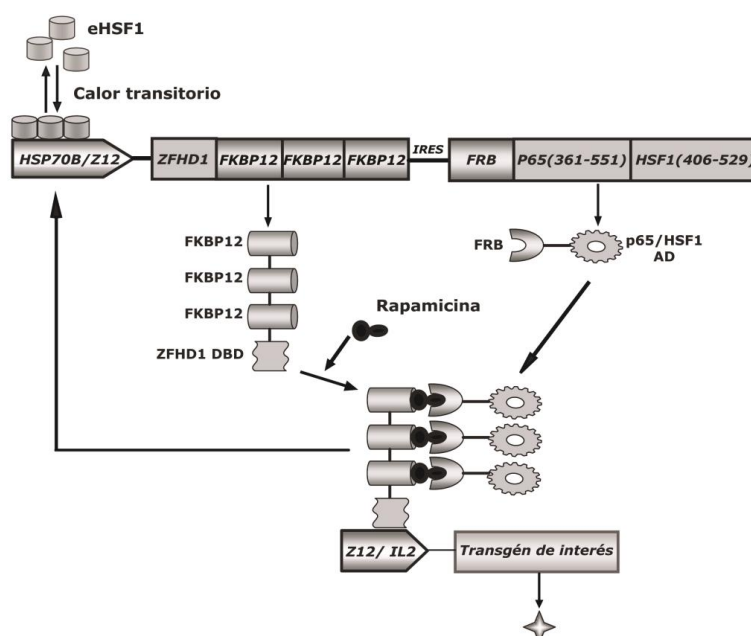 eHSF1
Calor transitorio
HSP70B/Z12
ZFHD1
FKBP12
FKBP12
FKBP12
IRES
FRB
P65(361-551)
HSF1(406-529)
FKBP12
FKBP12
FKBP12
ZFHD1 DBD
Rapamicina
FRB
p65/HSF1
AD
Z12/ IL2
Transgén de interés